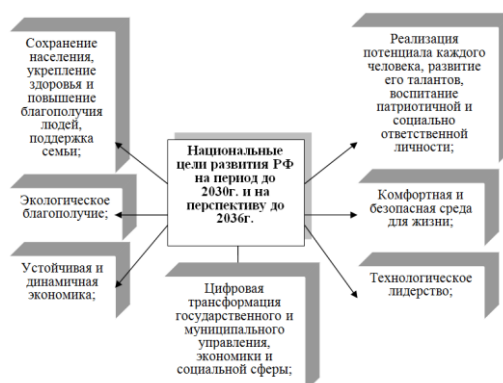 Сохранение
населения,
укрепление
здоровья и
повышение
благополучия
людей,
поддержка
семьи;
Реализация
потенциала каждого
человека, развитие
его талантов,
воспитание
патриотичной и
социально
ответственной
личности;
Национальные
цели развития РФ
на период до
2030г. и на
перспективу до
2036г.
Экологическое
благополучие;
Комфортная и
безопасная среда
для жизни;
Устойчивая и
динамичная
экономика;
Технологическое
лидерство;
Цифровая
трансформация
государственного и
муниципального
управления,
экономики и
социальной сферы;